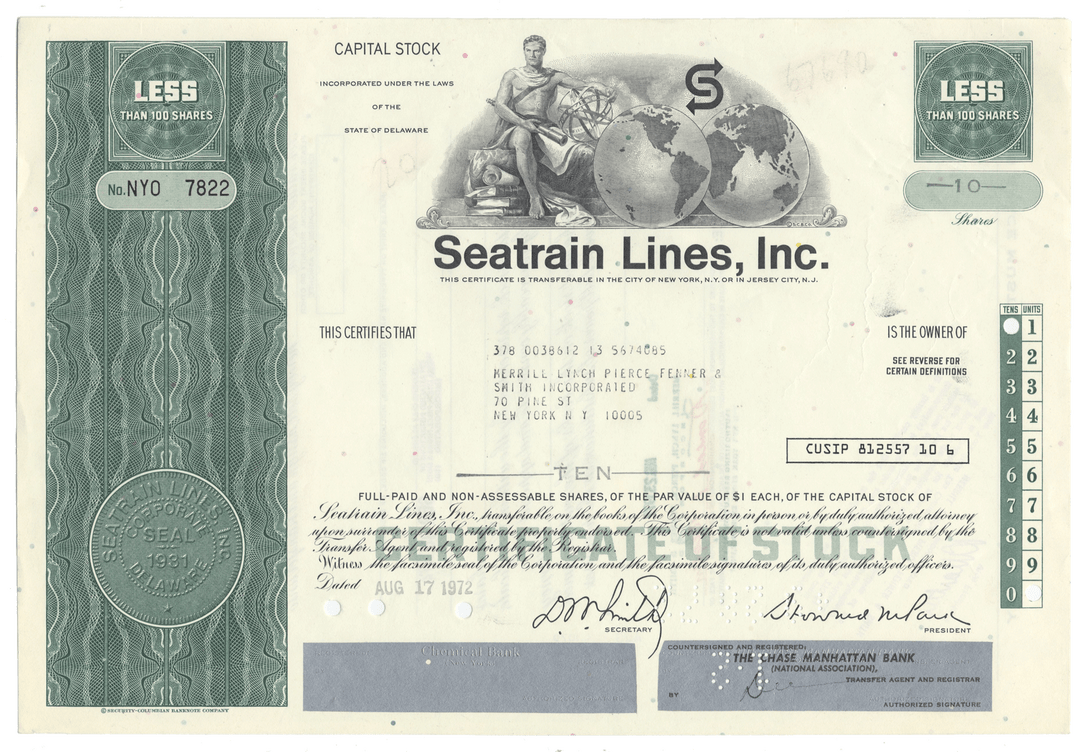 CAPITAL STOCK
INCORPORATED UNDER THE LAWS
OF THE
STATE OF DELAWARE
LESS
THAN 100 SHARES
No. NYO 7822
S
LESS
THAN 100 SHARES
—10—
Shares
Seatrain Lines, Inc.
THIS CERTIFICATE IS TRANSFERABLE IN THE CITY OF NEW YORK, N.Y. OR IN JERSEY CITY, N.J.
THIS CERTIFIES THAT
IS THE OWNER OF
SEE REVERSE FOR
CERTAIN DEFINITIONS
378 0038612 13 5674085
MERRILL LYNCH PIERCE FENNER &
SMITH INCORPORATED
70 PINE ST
NEW YORK N Y 10005
TENS UNITS
1
2 2
3 3
4 4
5 5
6 6
7 7
8 8
9 9
0
CUSIP 812557 10 6
TEN
FULL-PAID AND NON-ASSESSABLE SHARES, OF THE PAR VALUE OF $1 EACH, OF THE CAPITAL STOCK OF
Seatrain Lines, Inc., transferable on the books of the Corporation in person or by duly authorized attorney
upon surrender of this Certificate properly endorsed. This Certificate is not valid unless countersigned by the
Transfer Agent and registered by the Registrar.
Witness the facsimile seal of the Corporation and the facsimile signatures of its duly authorized officers.
CERTIFICATE OF STOCK
Dated AUG 17 1972
SECRETARY
PRESIDENT
SEATRAIN LINES, INC.
CORPORATE
SEAL
1931
DELAWARE
Chemical Bank
COUNTERSIGNED AND REGISTERED:
THE CHASE MANHATTAN BANK
(NATIONAL ASSOCIATION),
TRANSFER AGENT AND REGISTRAR
BY
AUTHORIZED SIGNATURE
© SECURITY-COLUMBIAN BANKNOTE COMPANY